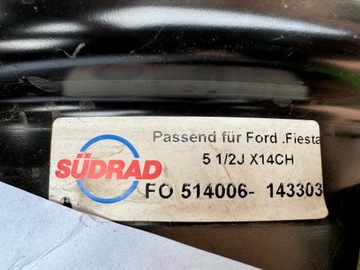 Passend für Ford .Fiesta
5 1/2J X14CH
SÜDRAD
FO 514006- 143303